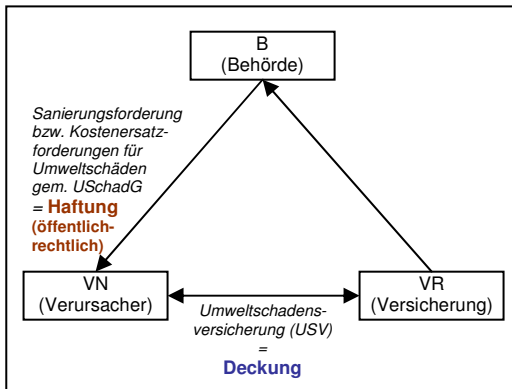 B
(Behörde)
Sanierungsforderung
bzw. Kostenersatz-
forderungen für
Umweltschäden
gem. USchadG
= Haftung
(öffentlich-
rechtlich)
VN
(Verursacher)
VR
(Versicherung)
Umweltschadens-
versicherung (USV)
=
Deckung